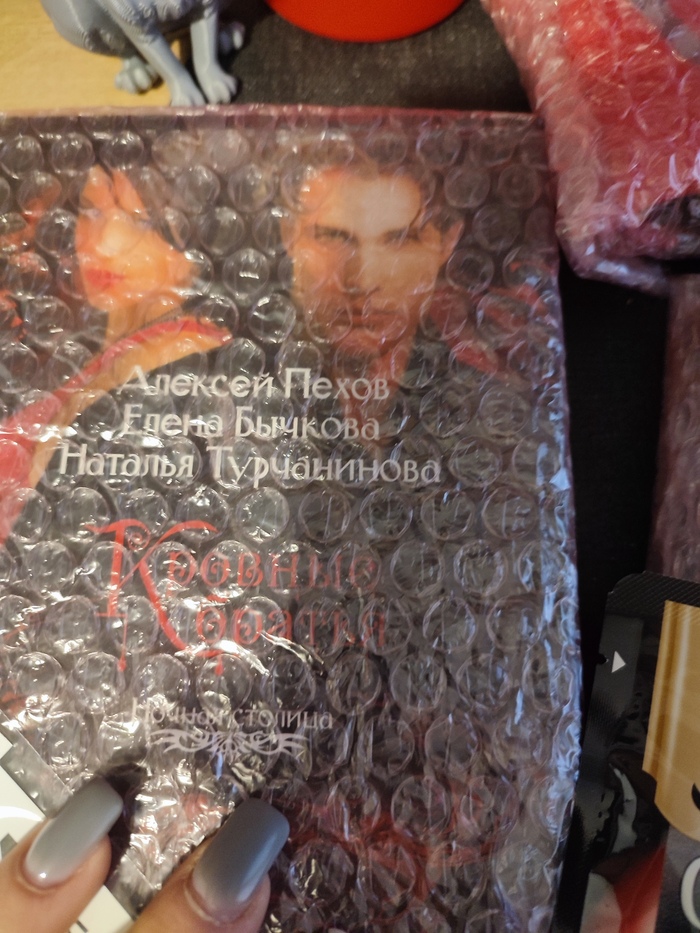 Алексей Пехов
Елена Бычкова
Наталья Турчанинова
Кровные
братья
Ночная столица